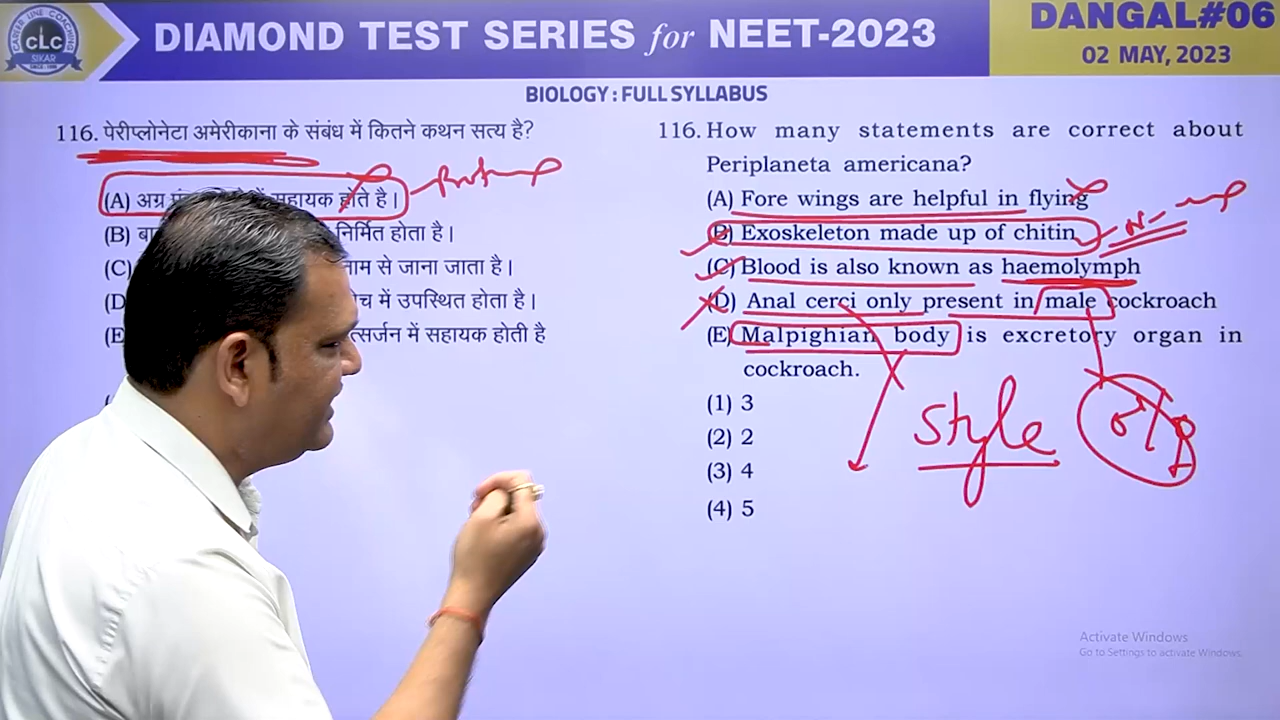 CAREER LINE COACHING
CLC
SIKAR
DIAMOND TEST SERIES for NEET-2023
DANGAL#06
02 MAY, 2023
BIOLOGY : FULL SYLLABUS
116. पेरीप्लोनेटा अमेरीकाना के संबंध में कितने कथन सत्य है?
(A) अग्र सहायक होते है।
(B) निर्मित होता है।
(C) नाम से जाना जाता है।
(D में उपस्थित होता है।
(E में सहायक होती है
116. How many statements are correct about
Periplaneta americana?
(A) Fore wings are helpful in flying
(B) Exoskeleton made up of chitin
N-
(C) Blood is also known as haemolymph
(D) Anal cerci only present in male cockroach
(E) Malpighian body is excretory organ in
cockroach.
(1) 3
(2) 2
(3) 4
(4) 5
Style
♂/♀
Activate Windows
Go to Settings to activate Windows.